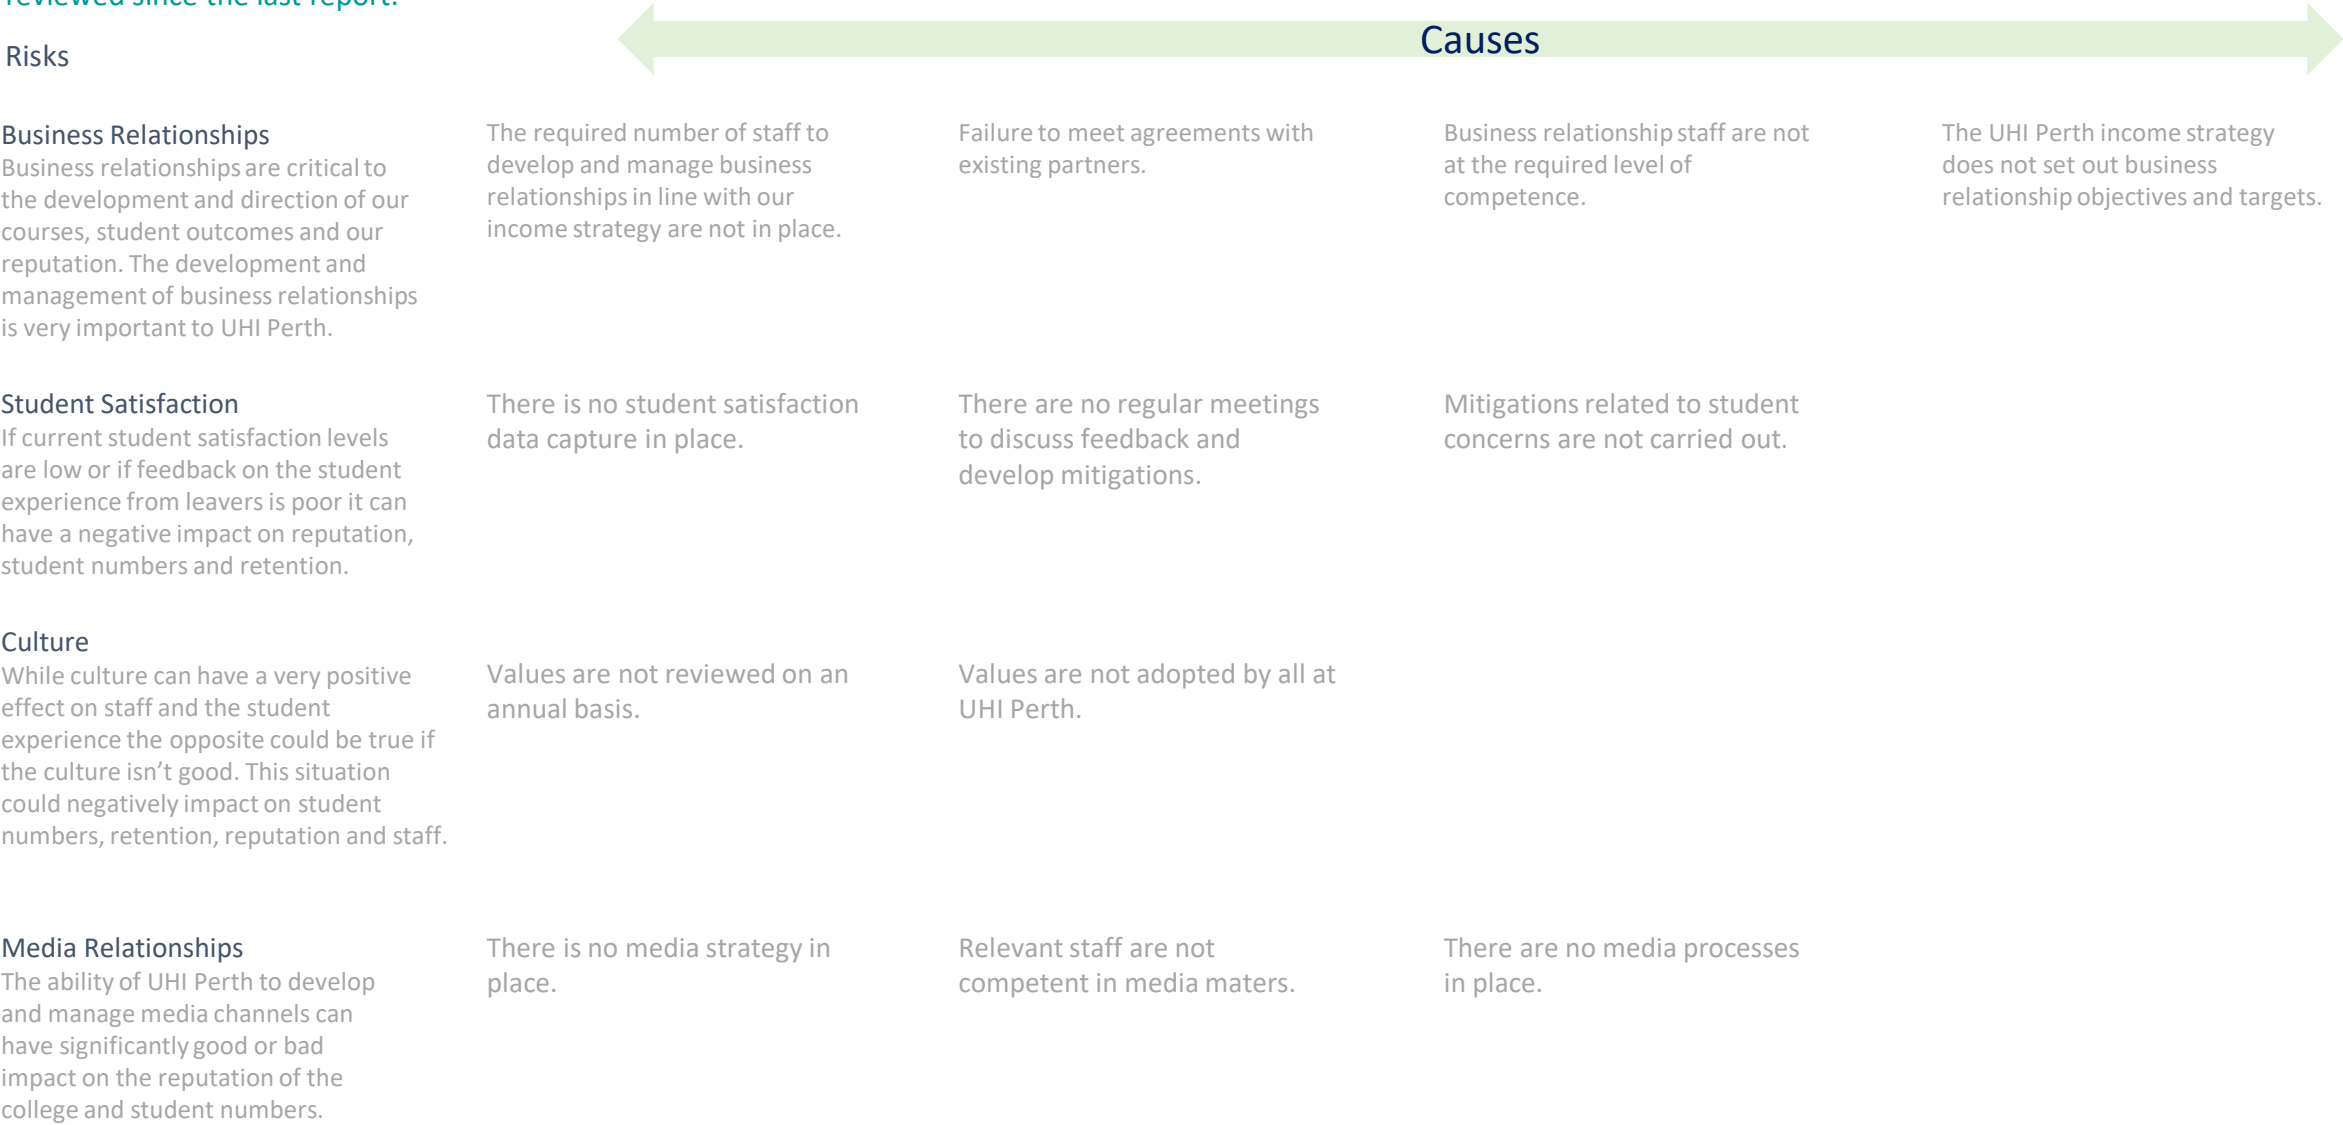 reviewed since the last report.
Causes
Risks
Business Relationships
Business relationships are critical to
the development and direction of our
courses, student outcomes and our
reputation. The development and
management of business relationships
is very important to UHI Perth.
The required number of staff to
develop and manage business
relationships in line with our
income strategy are not in place.
Failure to meet agreements with
existing partners.
Business relationship staff are not
at the required level of
competence.
The UHI Perth income strategy
does not set out business
relationship objectives and targets.
Student Satisfaction
If current student satisfaction levels
are low or if feedback on the student
experience from leavers is poor it can
have a negative impact on reputation,
student numbers and retention.
There is no student satisfaction
data capture in place.
There are no regular meetings
to discuss feedback and
develop mitigations.
Mitigations related to student
concerns are not carried out.
Culture
While culture can have a very positive
effect on staff and the student
experience the opposite could be true if
the culture isn’t good. This situation
could negatively impact on student
numbers, retention, reputation and staff.
Values are not reviewed on an
annual basis.
Values are not adopted by all at
UHI Perth.
Media Relationships
The ability of UHI Perth to develop
and manage media channels can
have significantly good or bad
impact on the reputation of the
college and student numbers.
There is no media strategy in
place.
Relevant staff are not
competent in media maters.
There are no media processes
in place.